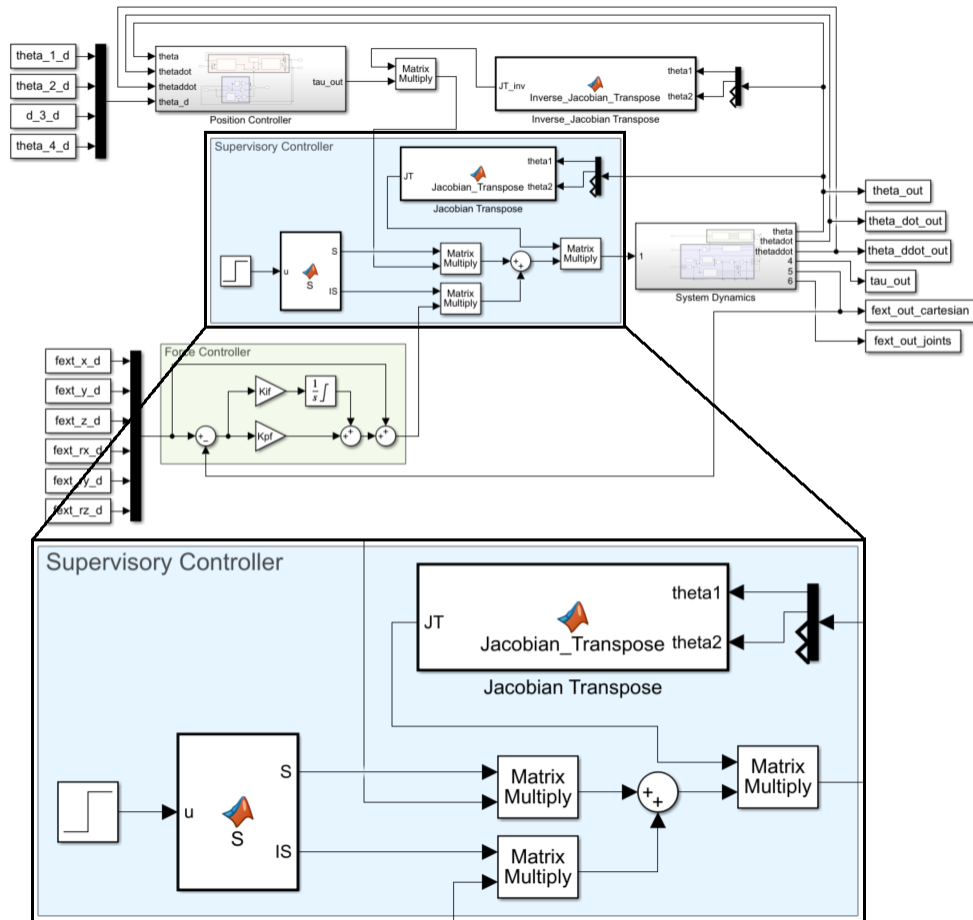 theta_1_d
theta_2_d
d_3_d
theta_4_d
theta
thetadot
thetaddot
theta_d
tau_out
Position Controller
Matrix
Multiply
JT_inv
Inverse_Jacobian_Transpose
theta1
theta2
Inverse_Jacobian Transpose
Supervisory Controller
JT
Jacobian_Transpose
theta1
theta2
Jacobian Transpose
u
S
S
IS
Matrix
Multiply
Matrix
Multiply
++
Matrix
Multiply
1
theta
thetadot
thetaddot
4
5
6
System Dynamics
theta_out
theta_dot_out
theta_ddot_out
tau_out
fext_out_cartesian
fext_out_joints
fext_x_d
fext_y_d
fext_z_d
fext_rx_d
fext_ry_d
fext_rz_d
Force Controller
+-
Kif
1
s
Kpf
++
++
Supervisory Controller
JT
Jacobian_Transpose
theta1
theta2
Jacobian Transpose
u
S
S
IS
Matrix
Multiply
Matrix
Multiply
++
Matrix
Multiply